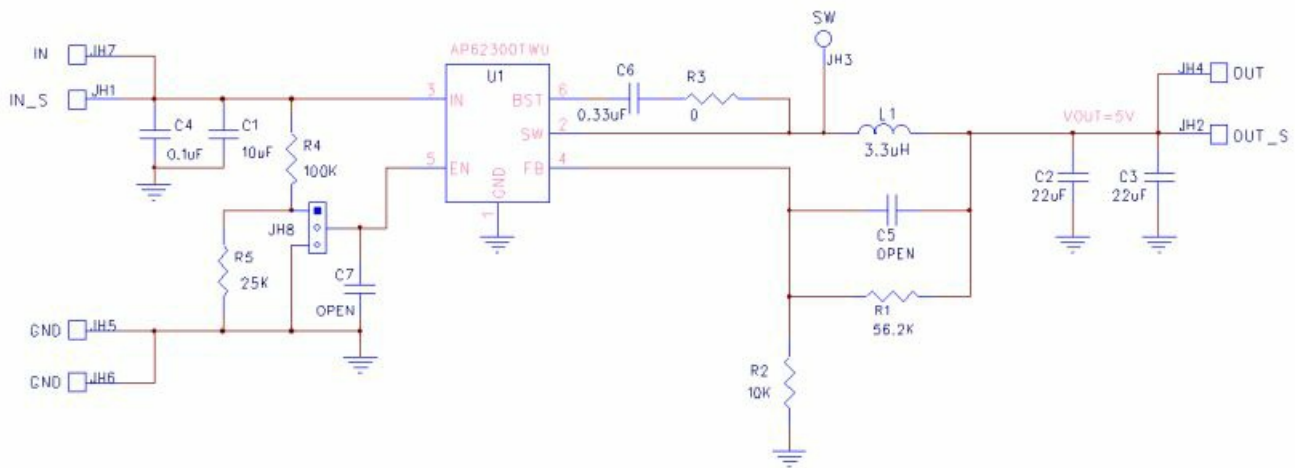 SW
IN
JH7
AP62300TWU
JH3
JH4
OUT
IN_S
JH1
U1
C6
R3
3
IN
BST
6
0.33uF
0
L1
VOUT=5V
JH2
OUT_S
C4
0.1uF
C1
10uF
R4
100K
SW
2
3.3uH
5
EN
FB
4
C2
22uF
C3
22uF
GND
1
JH8
C5
OPEN
R5
25K
C7
OPEN
R1
56.2K
GND
JH5
R2
10K
GND
JH6